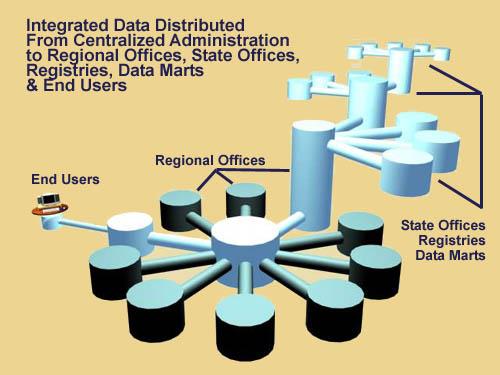 Integrated Data Distributed
From Centralized Administration
to Regional Offices, State Offices,
Registries, Data Marts
& End Users
Regional Offices
End Users
State Offices
Registries
Data Marts